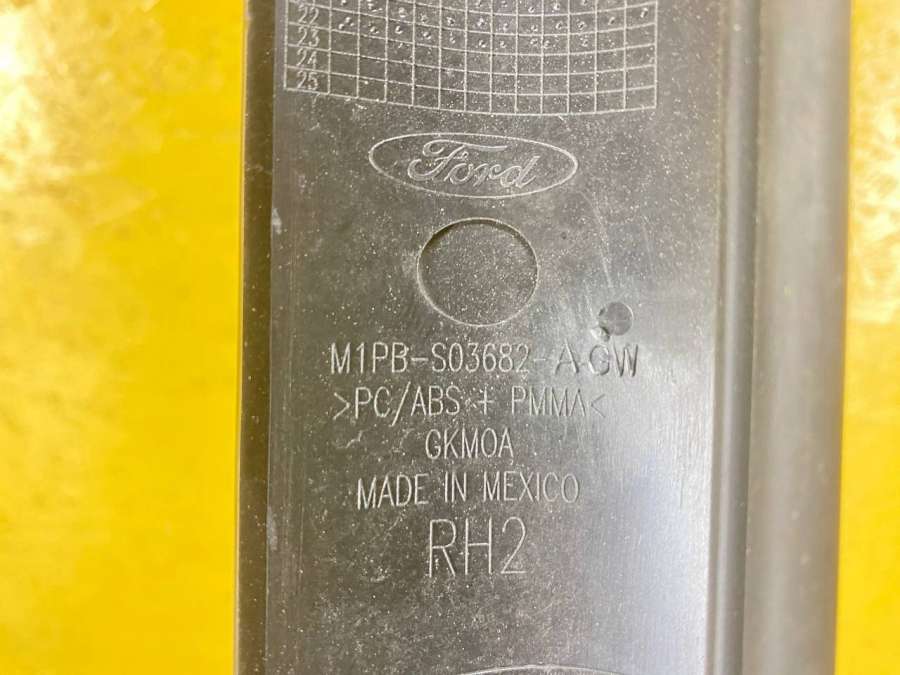 22
23
24
25
Ford
M1PB-S03682-A GW
>PC/ABS + PMMA<
GKMOA
MADE IN MEXICO
RH2